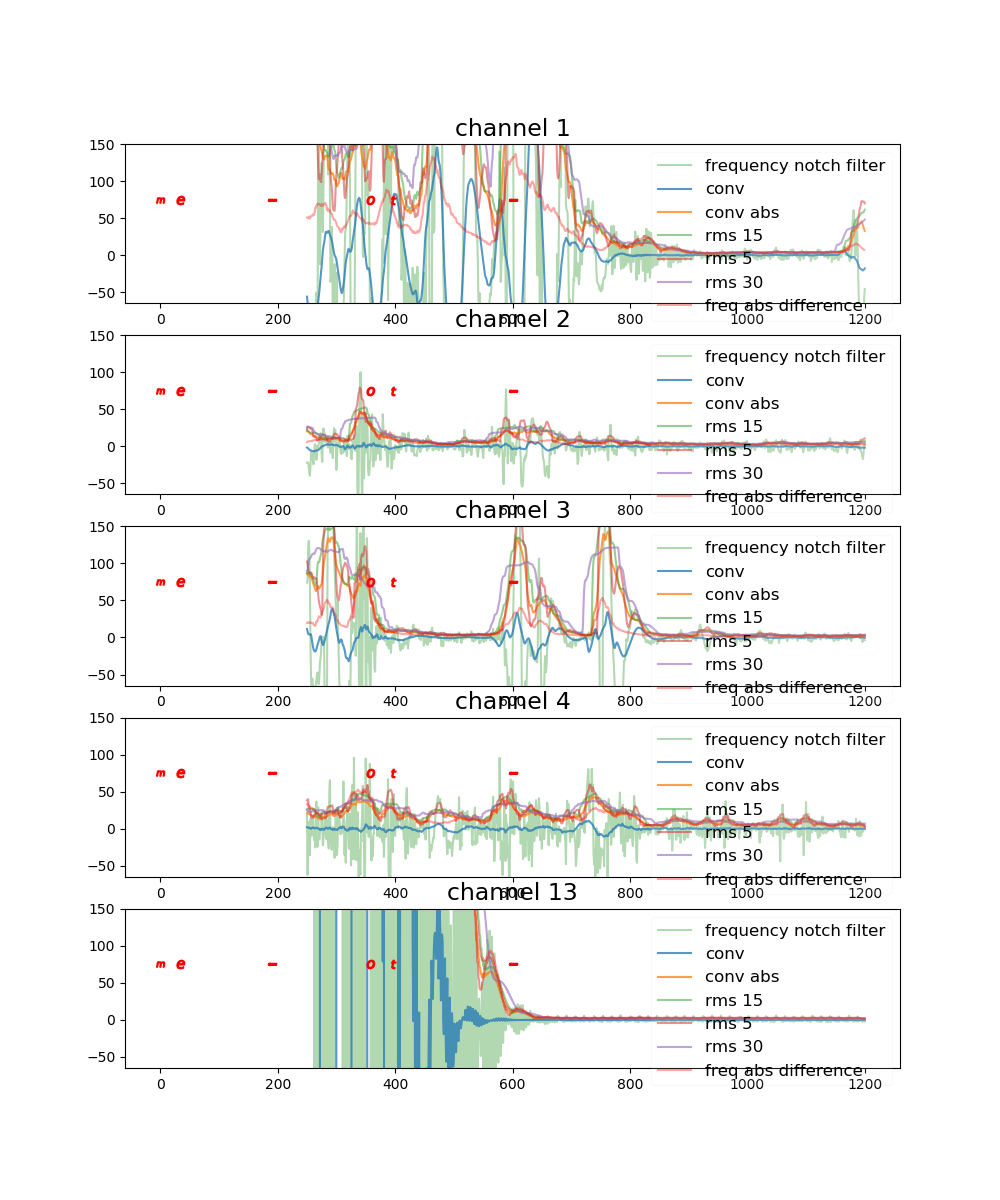 channel 1
150
100
50
0
−50
m e – o t –
frequency notch filter
conv
conv abs
rms 15
rms 5
rms 30
freq abs difference
0 200 400 600 800 1000 1200
channel 2
150
100
50
0
−50
m e – o t –
frequency notch filter
conv
conv abs
rms 15
rms 5
rms 30
freq abs difference
0 200 400 600 800 1000 1200
channel 3
150
100
50
0
−50
m e – o t –
frequency notch filter
conv
conv abs
rms 15
rms 5
rms 30
freq abs difference
0 200 400 600 800 1000 1200
channel 4
150
100
50
0
−50
m e – o t –
frequency notch filter
conv
conv abs
rms 15
rms 5
rms 30
freq abs difference
0 200 400 600 800 1000 1200
channel 13
150
100
50
0
−50
m e – o t –
frequency notch filter
conv
conv abs
rms 15
rms 5
rms 30
freq abs difference
0 200 400 600 800 1000 1200